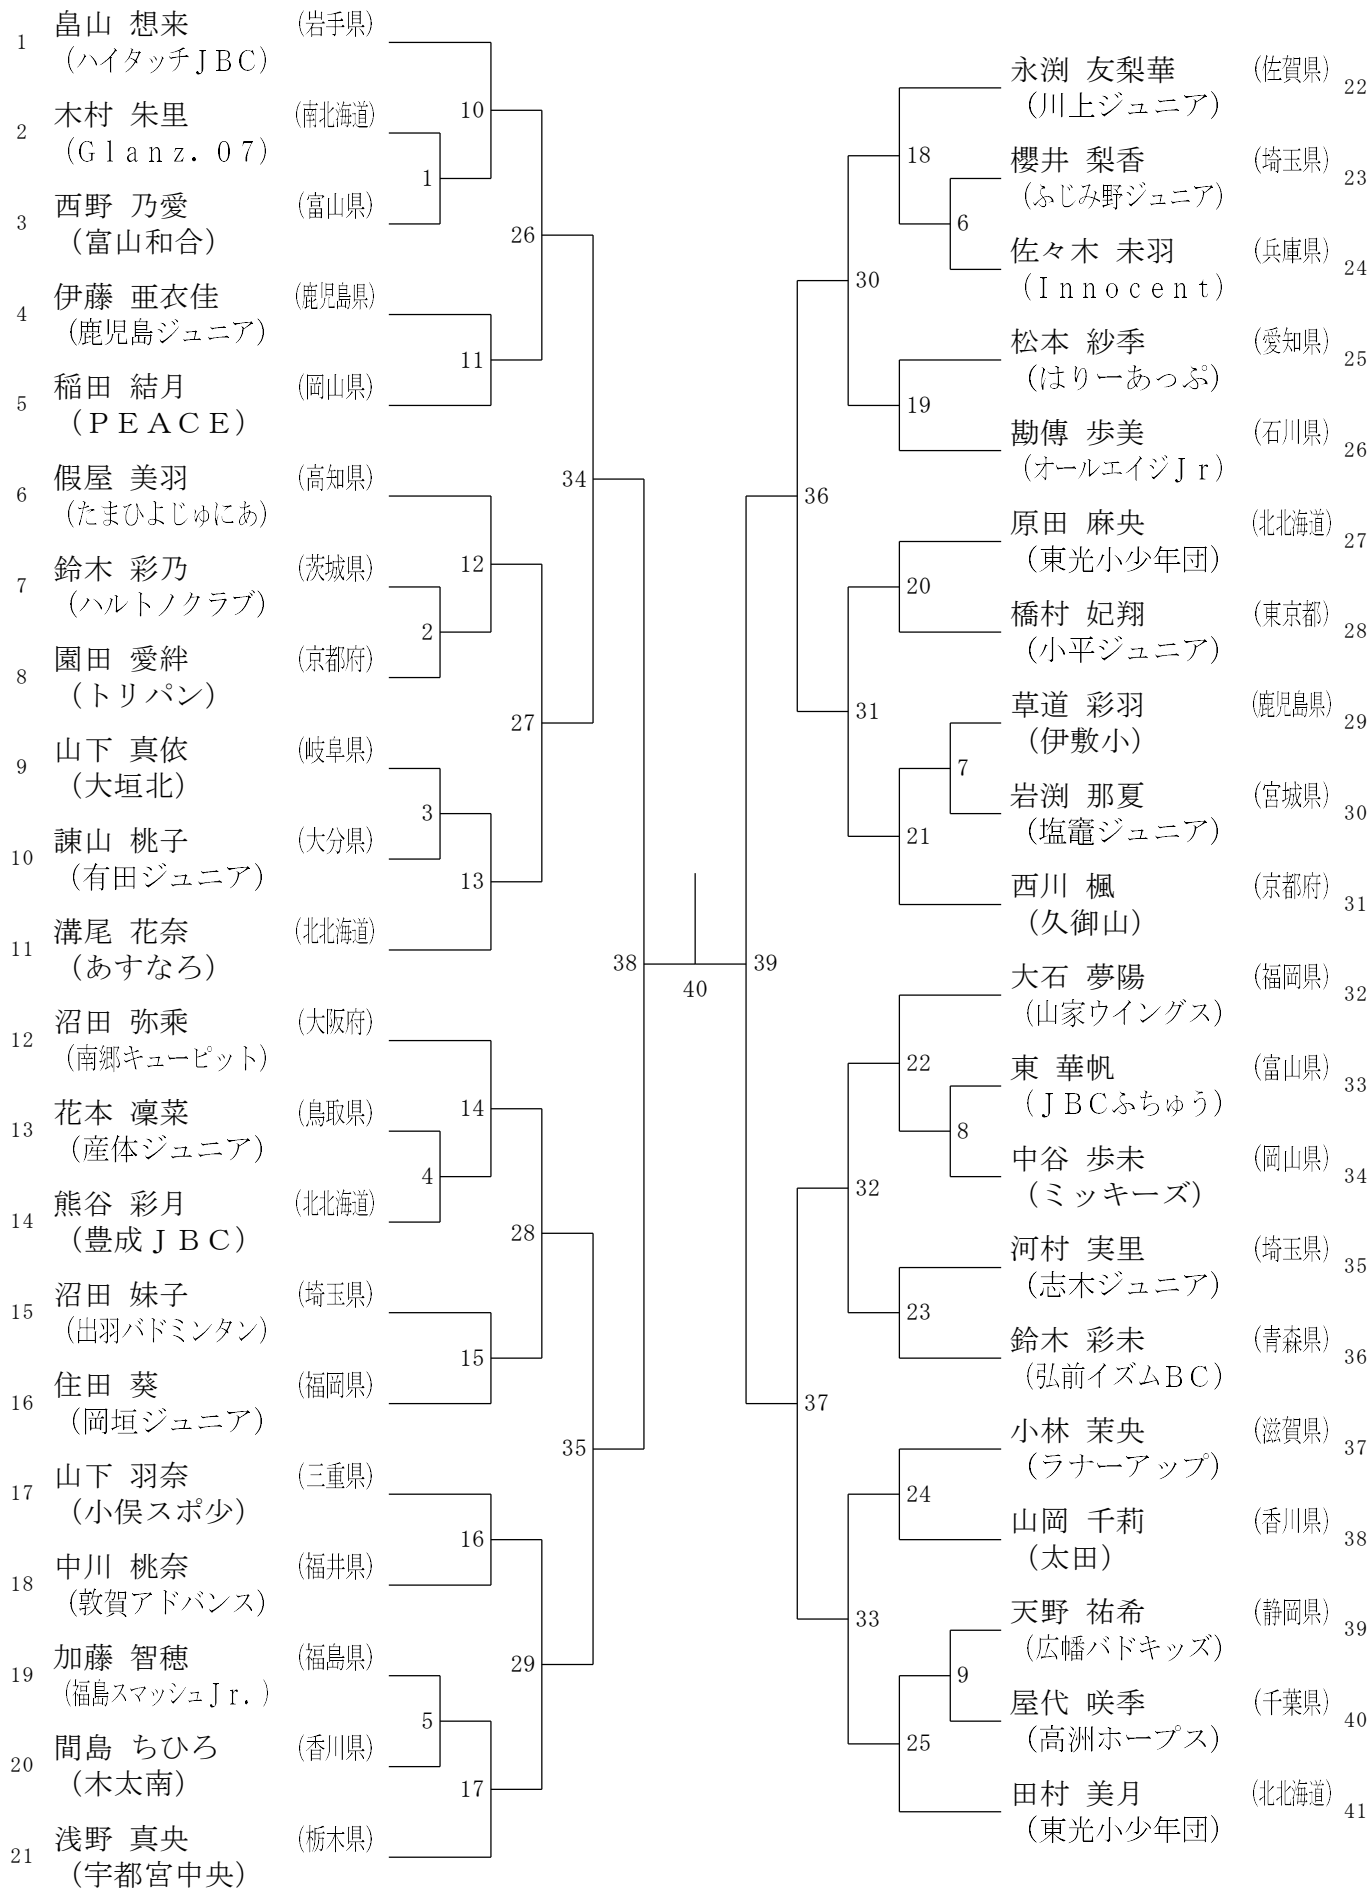 1 畠山 想来 (岩手県)
(ハイタッチＪＢＣ)
2 木村 朱里 (南北海道)
(Ｇｌａｎｚ．０７)
3 西野 乃愛 (富山県)
(富山和合)
4 伊藤 亜衣佳 (鹿児島県)
(鹿児島ジュニア)
5 稲田 結月 (岡山県)
(ＰＥＡＣＥ)
6 假屋 美羽 (高知県)
(たまひよじゅにあ)
7 鈴木 彩乃 (茨城県)
(ハルトノクラブ)
8 園田 愛絆 (京都府)
(トリパン)
9 山下 真依 (岐阜県)
(大垣北)
10 諫山 桃子 (大分県)
(有田ジュニア)
11 溝尾 花奈 (北北海道)
(あすなろ)
12 沼田 弥乘 (大阪府)
(南郷キューピット)
13 花本 凜菜 (鳥取県)
(産体ジュニア)
14 熊谷 彩月 (北北海道)
(豊成ＪＢＣ)
15 沼田 妹子 (埼玉県)
(出羽バドミンタン)
16 住田 葵 (福岡県)
(岡垣ジュニア)
17 山下 羽奈 (三重県)
(小俣スポ少)
18 中川 桃奈 (福井県)
(敦賀アドバンス)
19 加藤 智穂 (福島県)
(福島スマッシュＪｒ．)
20 間島 ちひろ (香川県)
(木太南)
21 浅野 真央 (栃木県)
(宇都宮中央)
1
2
3
4
5
10
11
12
13
14
15
16
17
26
27
28
29
34
35
38
40
39
36
37
30
31
32
33
18
19
20
21
22
23
24
25
6
7
8
9
永渕 友梨華 (佐賀県) 22
(川上ジュニア)
櫻井 梨香 (埼玉県) 23
(ふじみ野ジュニア)
佐々木 未羽 (兵庫県) 24
(Ｉｎｎｏｃｅｎｔ)
松本 紗季 (愛知県) 25
(はりーあっぷ)
勘傳 歩美 (石川県) 26
(オールエイジＪｒ)
原田 麻央 (北北海道) 27
(東光小少年団)
橋村 妃翔 (東京都) 28
(小平ジュニア)
草道 彩羽 (鹿児島県) 29
(伊敷小)
岩渕 那夏 (宮城県) 30
(塩竈ジュニア)
西川 楓 (京都府) 31
(久御山)
大石 夢陽 (福岡県) 32
(山家ウイングス)
東 華帆 (富山県) 33
(ＪＢＣふちゅう)
中谷 歩未 (岡山県) 34
(ミッキーズ)
河村 実里 (埼玉県) 35
(志木ジュニア)
鈴木 彩未 (青森県) 36
(弘前イズムＢＣ)
小林 茉央 (滋賀県) 37
(ラナーアップ)
山岡 千莉 (香川県) 38
(太田)
天野 祐希 (静岡県) 39
(広幡バドキッズ)
屋代 咲季 (千葉県) 40
(高洲ホープス)
田村 美月 (北北海道) 41
(東光小少年団)